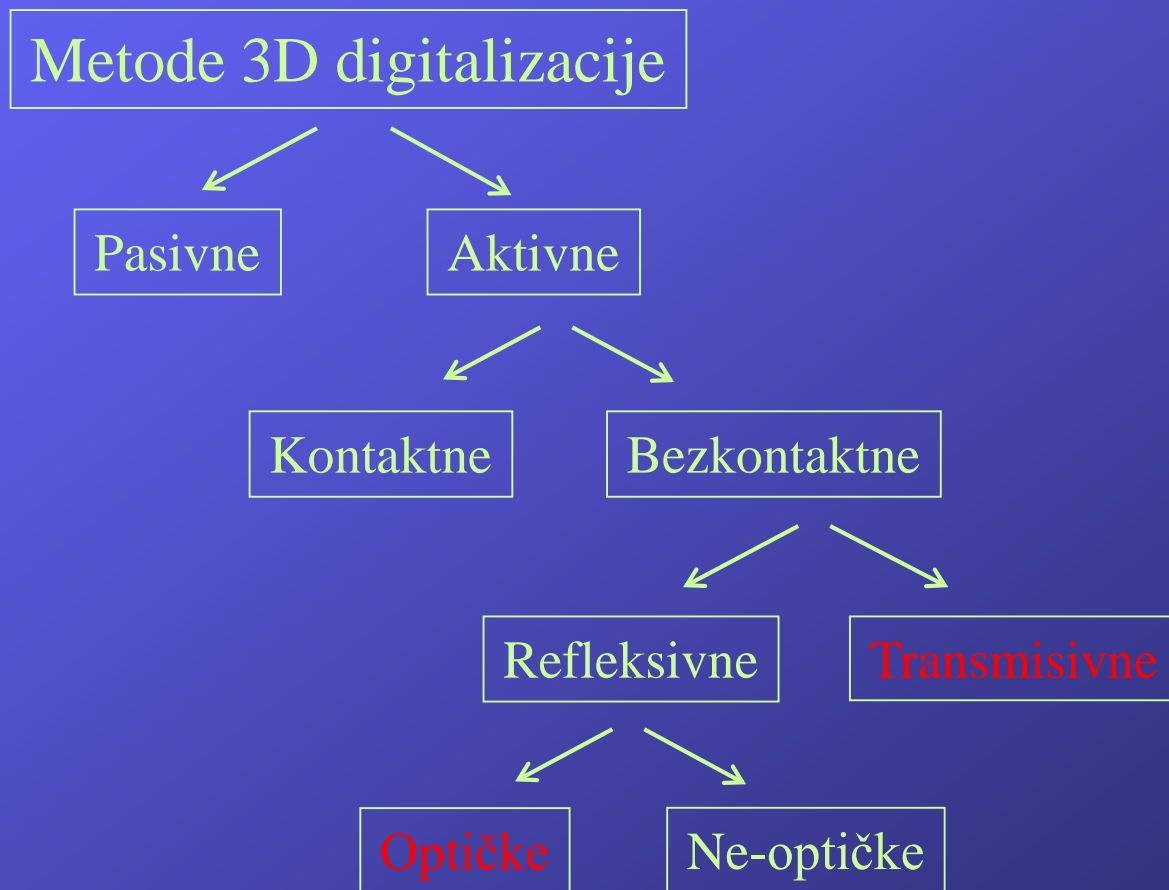 Metode 3D digitalizacije
Pasivne
Aktivne
Kontaktne
Bezkontaktne
Refleksivne
Transmisivne
Optičke
Ne-optičke